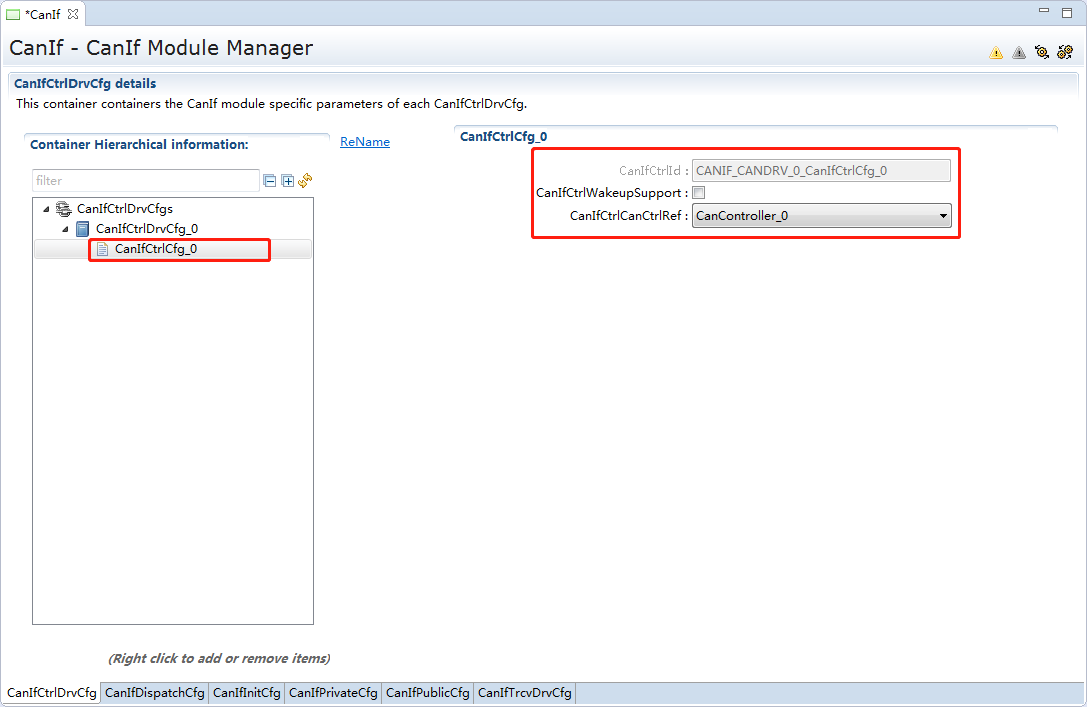 *CanIf
CanIf - CanIf Module Manager
CanIfCtrlDrvCfg details
This container containers the CanIf module specific parameters of each CanIfCtrlDrvCfg.
Container Hierarchical information:
ReName
filter
CanIfCtrlDrvCfgs
CanIfCtrlDrvCfg_0
CanIfCtrlCfg_0
(Right click to add or remove items)
CanIfCtrlCfg_0
CanIfCtrlId : CANIF_CANDRV_0_CanIfCtrlCfg_0
CanIfCtrlWakeupSupport :
CanIfCtrlCanCtrlRef : CanController_0
CanIfCtrlDrvCfg CanIfDispatchCfg CanIfInitCfg CanIfPrivateCfg CanIfPublicCfg CanIfTrcvDrvCfg